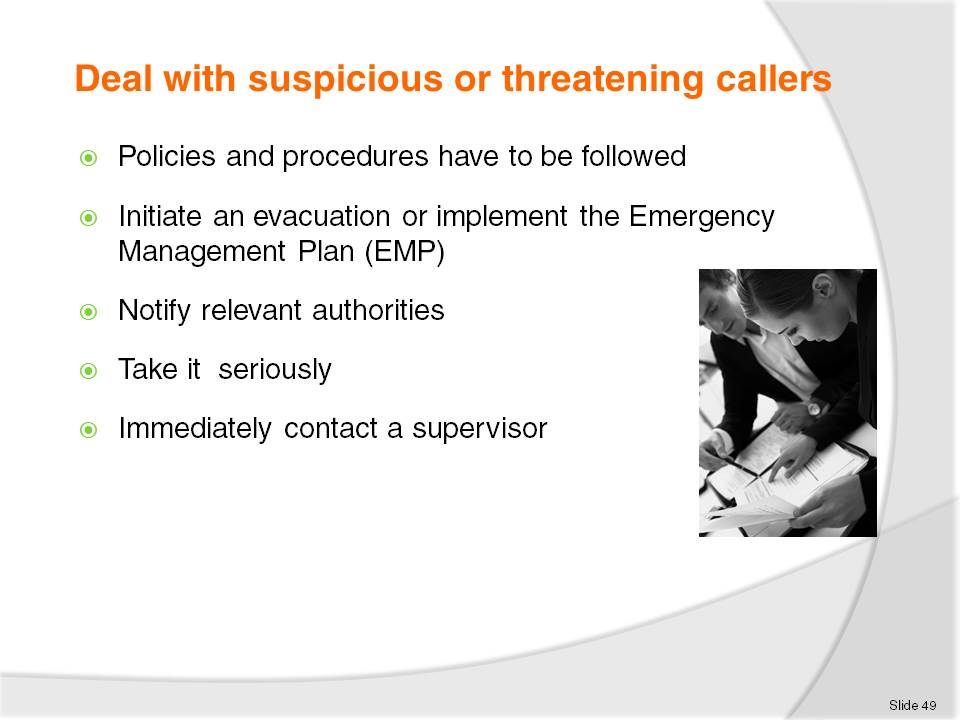 Deal with suspicious or threatening callers
Policies and procedures have to be followed
Initiate an evacuation or implement the Emergency
Management Plan (EMP)
Notify relevant authorities
Take it  seriously
Immediately contact a supervisor
Slide 49